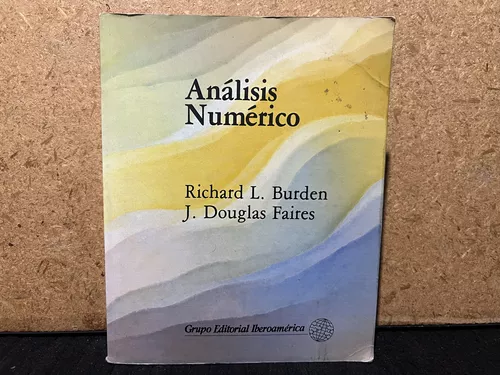 Análisis
Numérico
Richard L. Burden
J. Douglas Faires
Grupo Editorial Iberoamérica